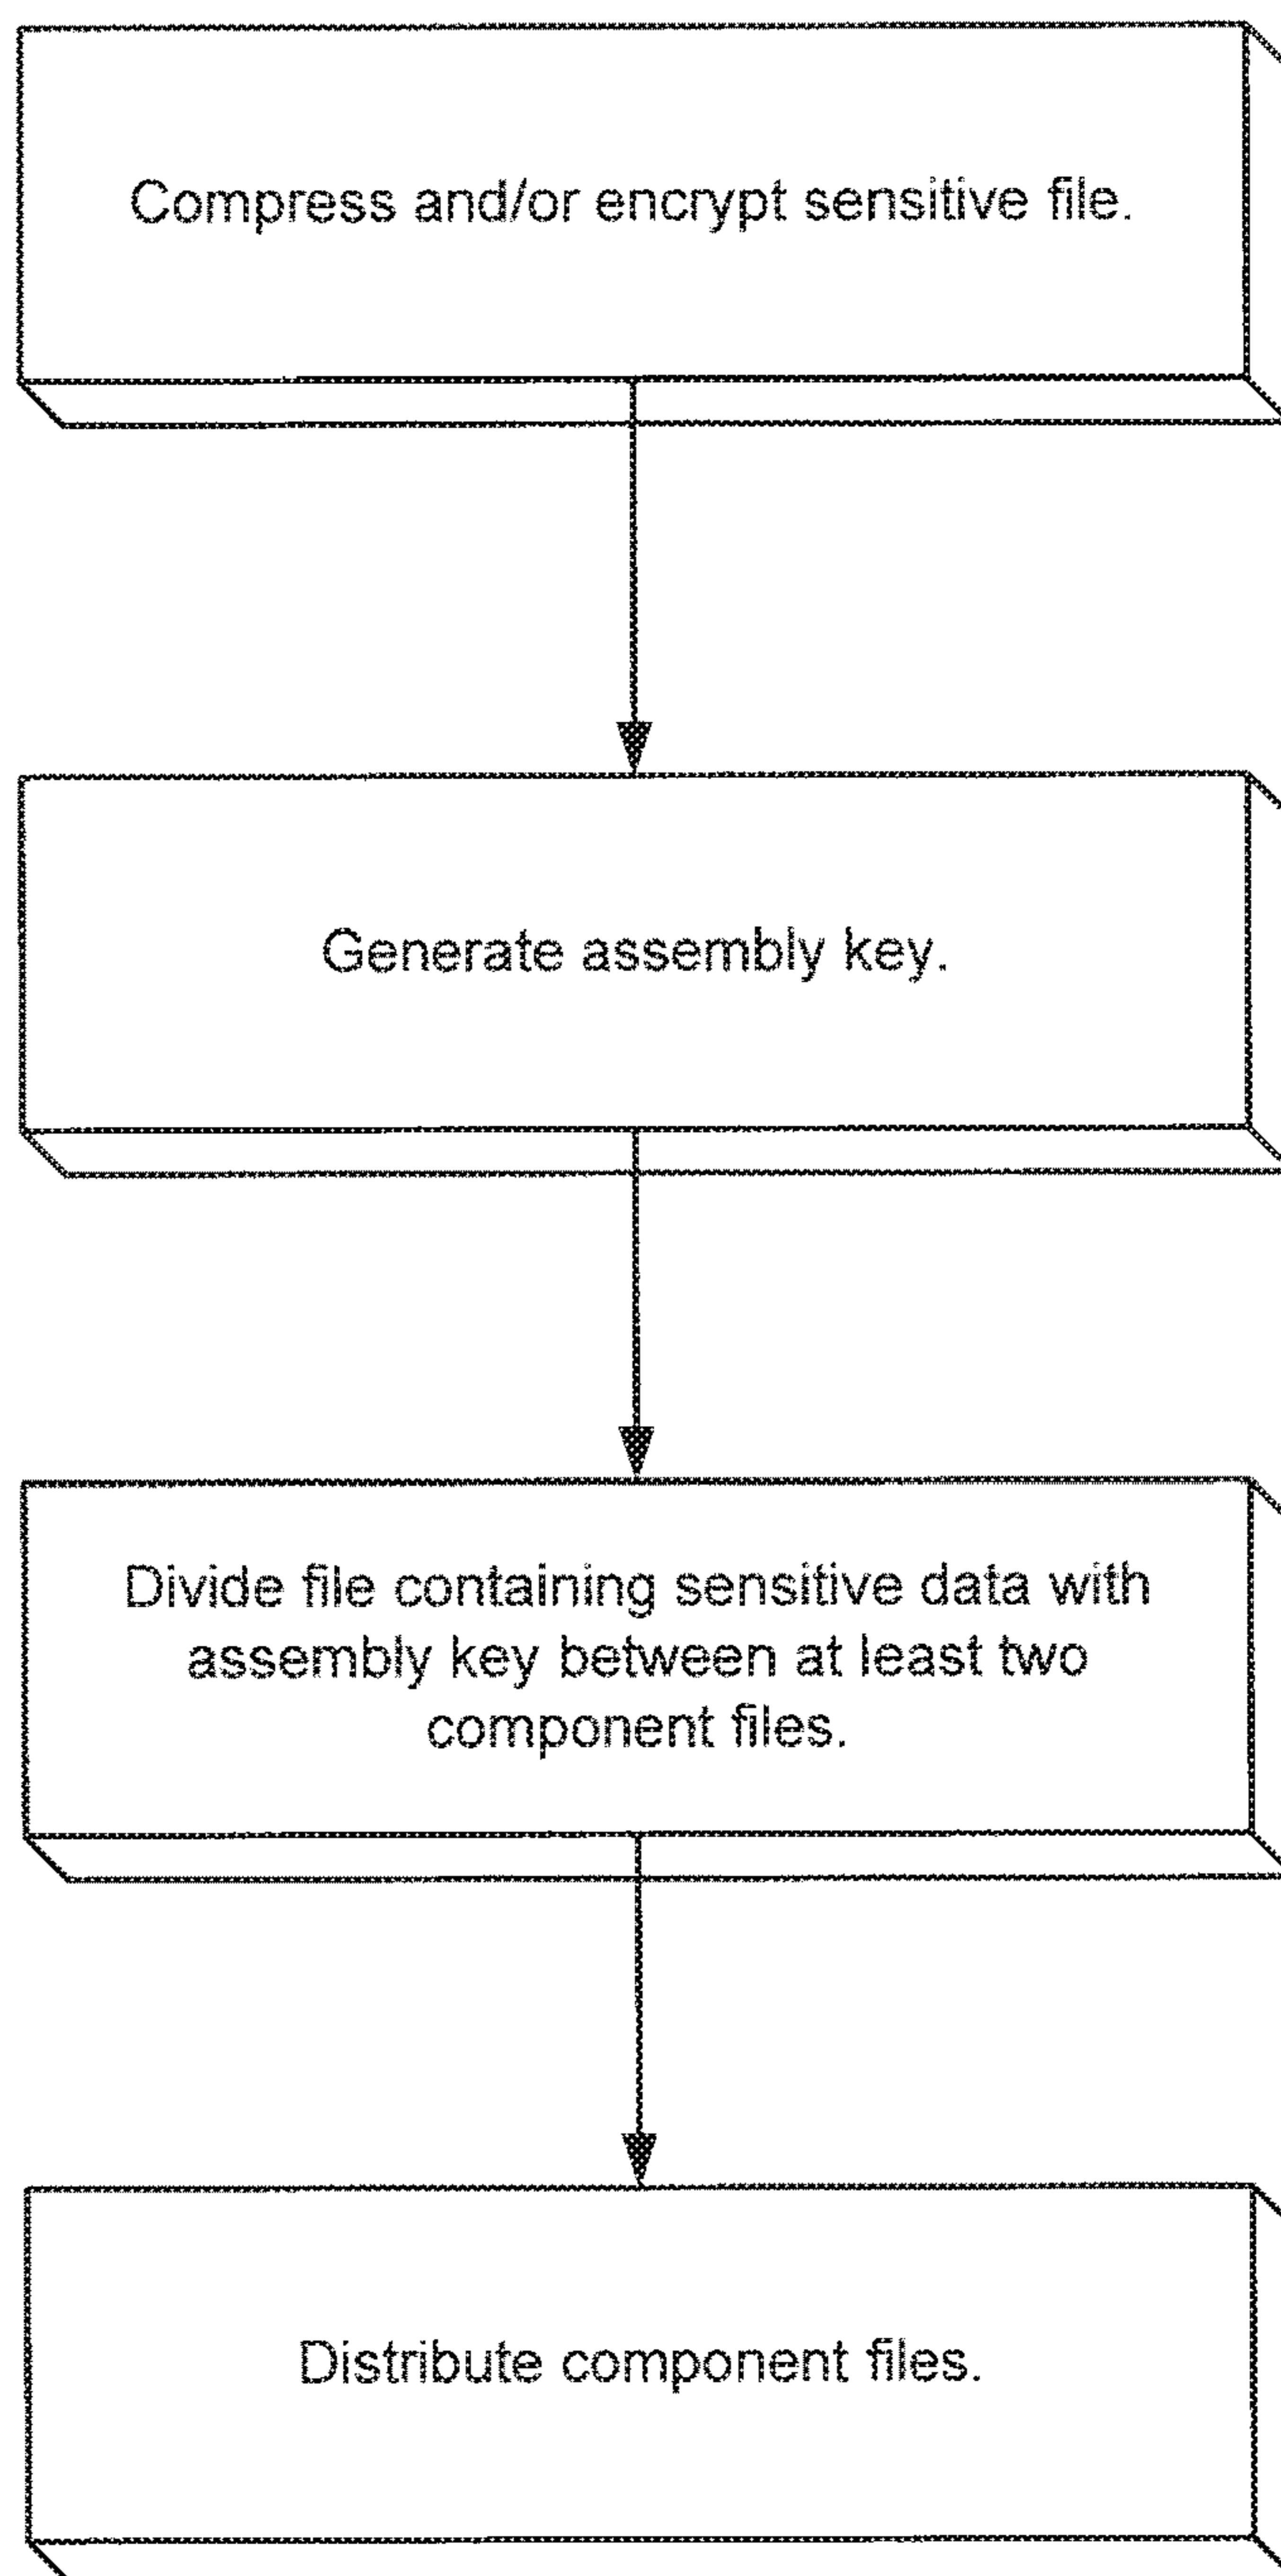 Compress and/or encrypt sensitive file.
Generate assembly key.
Divide file containing sensitive data with
assembly key between at least two
component files.
Distribute component files.